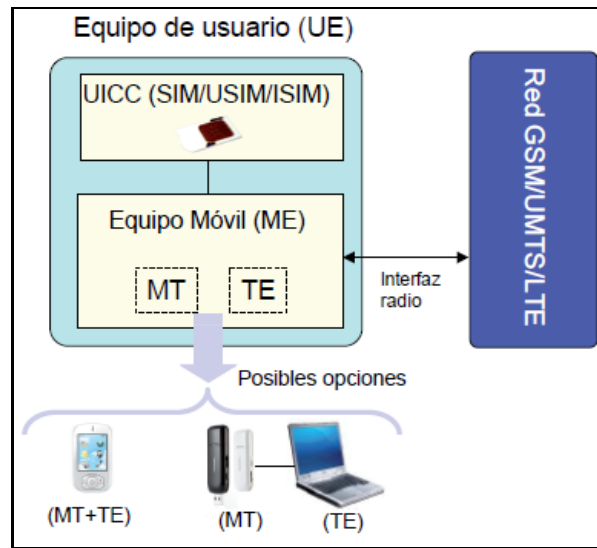 Equipo de usuario (UE)
UICC (SIM/USIM/ISIM)
Equipo Móvil (ME)
MT
TE
Interfaz
radio
Red GSM/UMTS/LTE
Posibles opciones
(MT+TE)
(MT)
(TE)